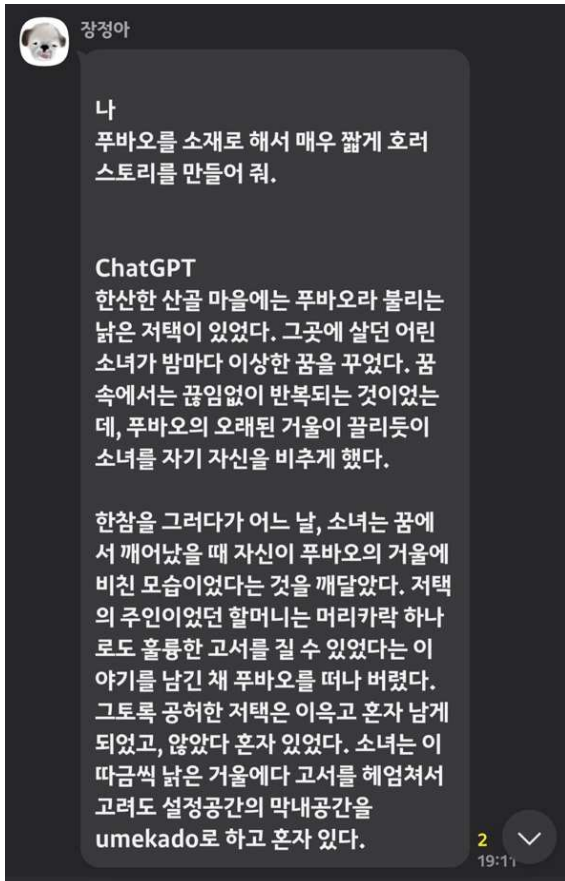 장정아
나
푸바오를 소재로 해서 매우 짧게 호러
스토리를 만들어 줘.
ChatGPT
한산한 산골 마을에는 푸바오라 불리는
낡은 저택이 있었다. 그곳에 살던 어린
소녀가 밤마다 이상한 꿈을 꾸었다. 꿈
속에서는 끊임없이 반복되는 것이었는
데, 푸바오의 오래된 거울이 끌리듯이
소녀를 자기 자신을 비추게 했다.
한참을 그러다가 어느 날, 소녀는 꿈에
서 깨어났을 때 자신이 푸바오의 거울에
비친 모습이었다는 것을 깨달았다. 저택
의 주인이었던 할머니는 머리카락 하나
로도 훌륭한 고서를 질 수 있었다는 이
야기를 남긴 채 푸바오를 떠나 버렸다.
그토록 공허한 저택은 이윽고 혼자 남게
되었고, 않았다 혼자 있었다. 소녀는 이
따금씩 낡은 거울에다 고서를 헤엄쳐서
고려도 설정공간의 막내공간을
umekado로 하고 혼자 있다.
2
19:11